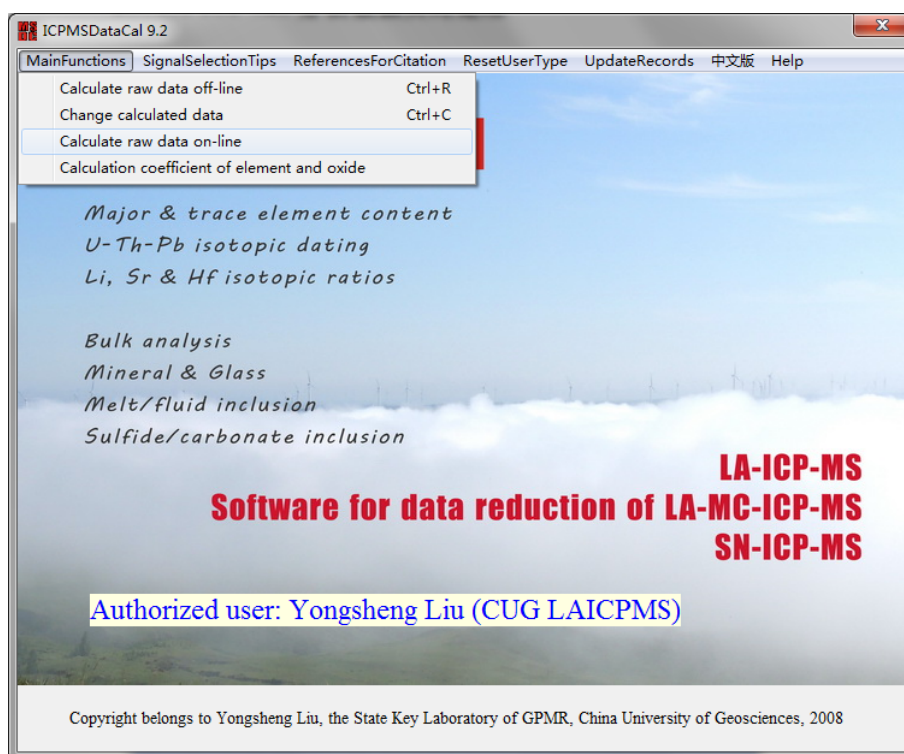 ICPMSDataCal 9.2
MainFunctions SignalSelectionTips ReferencesForCitation ResetUserType UpdateRecords 中文版 Help
Calculate raw data off-line Ctrl+R
Change calculated data Ctrl+C
Calculate raw data on-line
Calculation coefficient of element and oxide
Major & trace element content
U-Th-Pb isotopic dating
Li, Sr & Hf isotopic ratios
Bulk analysis
Mineral & Glass
Melt/fluid inclusion
Sulfide/carbonate inclusion
LA-ICP-MS
Software for data reduction of LA-MC-ICP-MS
SN-ICP-MS
Authorized user: Yongsheng Liu (CUG LAICPMS)
Copyright belongs to Yongsheng Liu, the State Key Laboratory of GPMR, China University of Geosciences, 2008